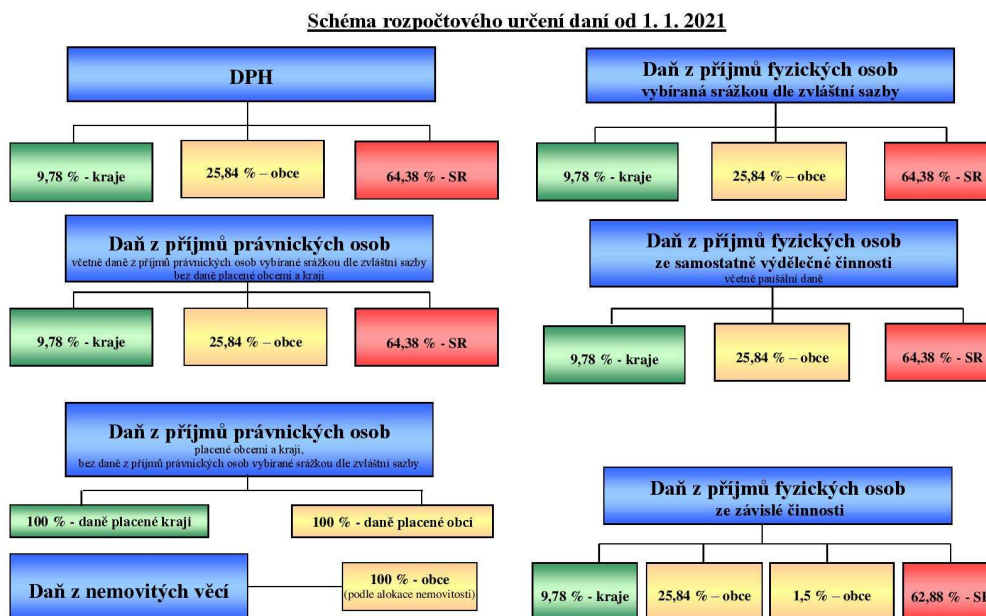 Schéma rozpočtového určení daní od 1. 1. 2021
DPH
9,78 % - kraje
25,84 % – obce
64,38 % - SR
Daň z příjmů fyzických osob
vybíraná srážkou dle zvláštní sazby
9,78 % - kraje
25,84 % – obce
64,38 % - SR
Daň z příjmů právnických osob
včetně daně z příjmů právnických osob vybírané srážkou dle zvláštní sazby
bez daně placené obcemi a kraji
9,78 % - kraje
25,84 % – obce
64,38 % - SR
Daň z příjmů fyzických osob
ze samostatně výdělečné činnosti
včetně paušální daně
9,78 % - kraje
25,84 % – obce
64,38 % – SR
Daň z příjmů právnických osob
placené obcemi a kraji,
bez daně z příjmů právnických osob vybírané srážkou dle zvláštní sazby
100 % - daně placené kraji
100 % - daně placené obcí
Daň z příjmů fyzických osob
ze závislé činnosti
9,78 % - kraje
25,84 % – obce
1,5 % – obce
62,88 % - SR
Daň z nemovitých věcí
100 % - obce
(podle alokace nemovitosti)